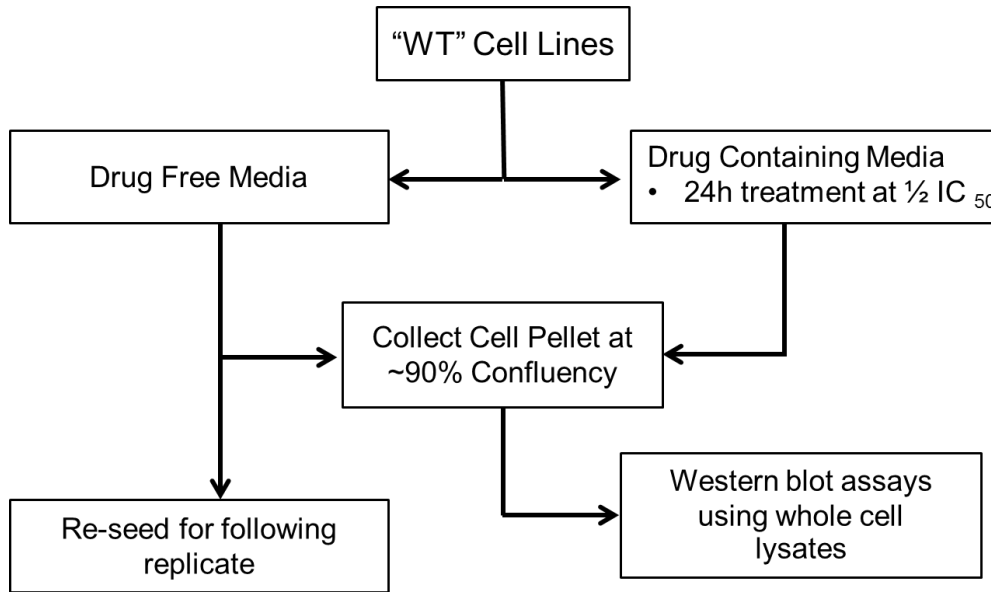 “WT” Cell Lines
Drug Free Media
Drug Containing Media
• 24h treatment at ½ IC 50
Collect Cell Pellet at
~90% Confluency
Re-seed for following
replicate
Western blot assays
using whole cell
lysates